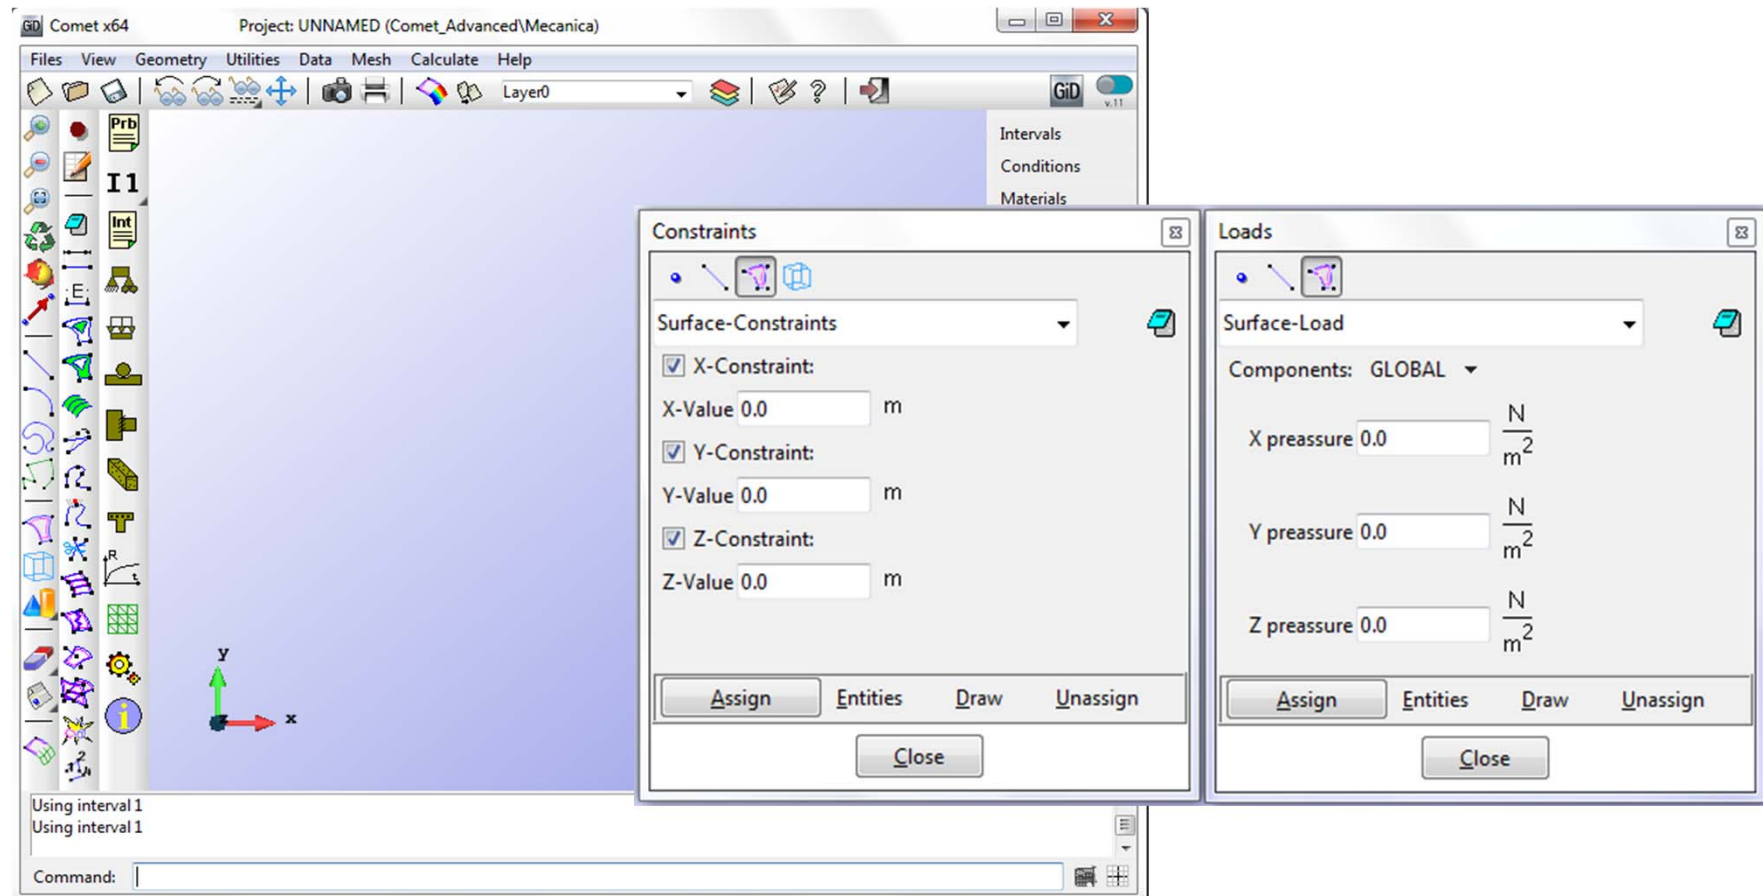 GiD Comet x64 Project: UNNAMED (Comet_Advanced\Mecanica)
Files View Geometry Utilities Data Mesh Calculate Help
Layer0
GiD
v.11
Prb
I1
Int
E
R
t
2
Intervals
Conditions
Materials
y
z
x
Constraints
Surface-Constraints
X-Constraint:
X-Value 0.0 m
Y-Constraint:
Y-Value 0.0 m
Z-Constraint:
Z-Value 0.0 m
Assign Entities Draw Unassign
Close
Loads
Surface-Load
Components: GLOBAL
X preassure 0.0 N
m2
Y preassure 0.0 N
m2
Z preassure 0.0 N
m2
Assign Entities Draw Unassign
Close
Using interval 1
Using interval 1
Command: